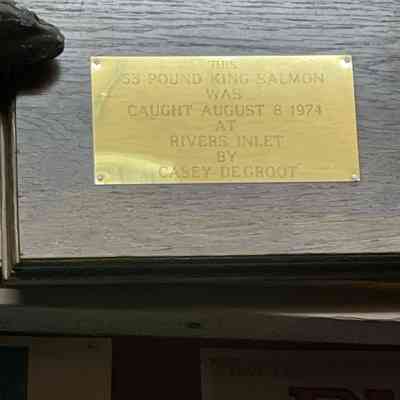 THIS
53 POUND KING SALMON
WAS
CAUGHT AUGUST 8 1974
AT
RIVERS INLET
BY
CASEY DEGROOT